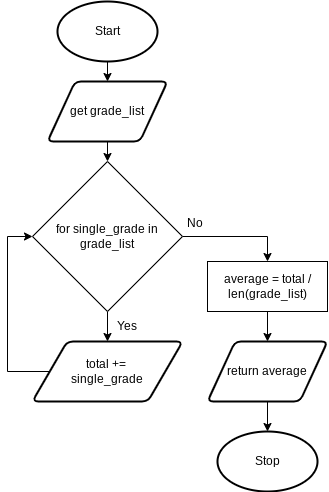 Start
get grade_list
for single_grade in
grade_list
No
average = total /
len(grade_list)
Yes
total +=
single_grade
return average
Stop